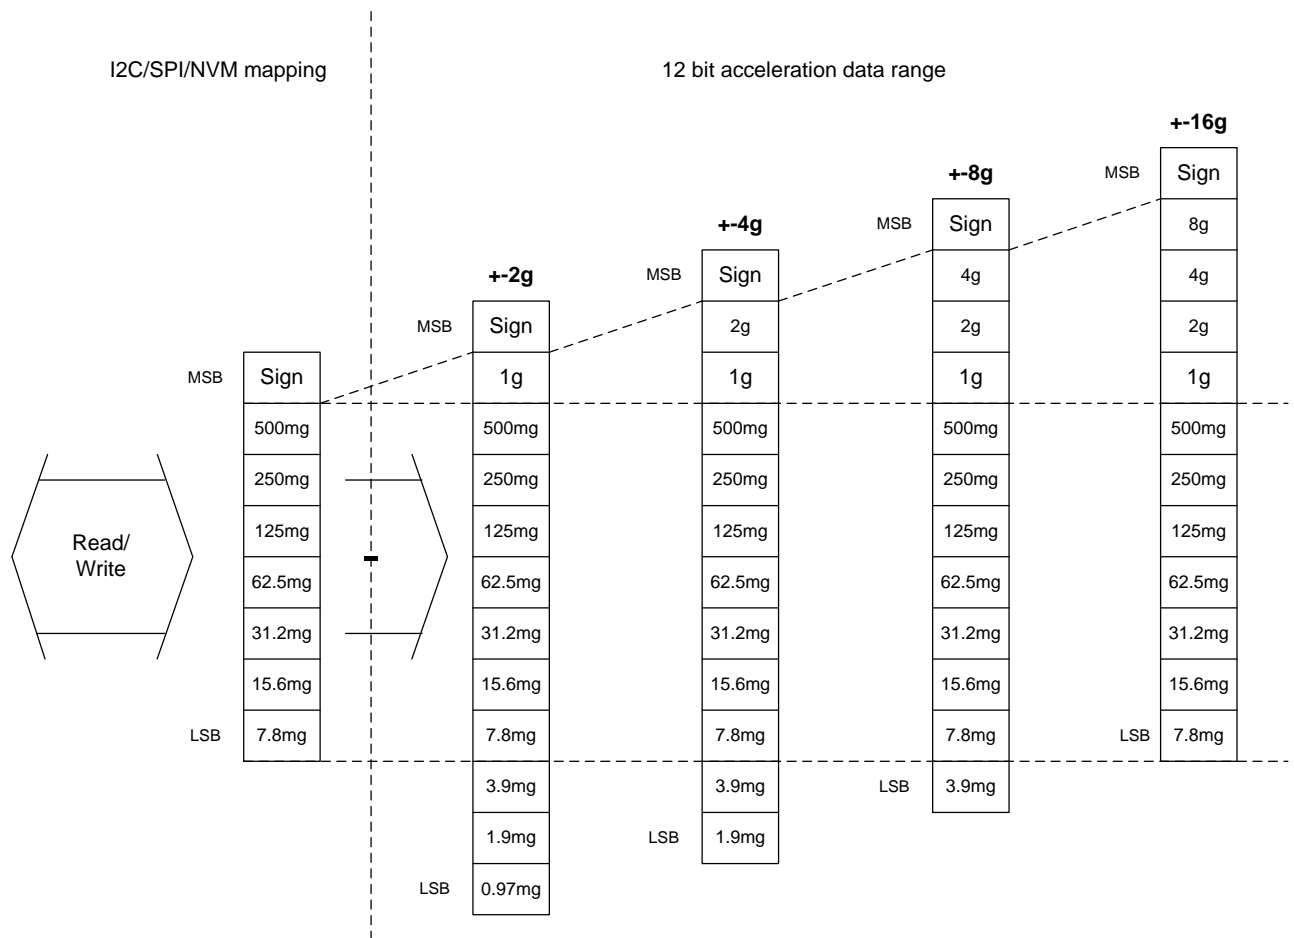 I2C/SPI/NVM mapping
12 bit acceleration data range
MSB
Sign
500mg
250mg
125mg
62.5mg
31.2mg
15.6mg
LSB
7.8mg
Read/
Write
+-2g
MSB
Sign
1g
500mg
250mg
125mg
62.5mg
31.2mg
15.6mg
7.8mg
3.9mg
1.9mg
LSB
0.97mg
+-4g
MSB
Sign
2g
1g
500mg
250mg
125mg
62.5mg
31.2mg
15.6mg
7.8mg
3.9mg
LSB
1.9mg
+-8g
MSB
Sign
4g
2g
1g
500mg
250mg
125mg
62.5mg
31.2mg
15.6mg
7.8mg
LSB
3.9mg
+-16g
MSB
Sign
8g
4g
2g
1g
500mg
250mg
125mg
62.5mg
31.2mg
15.6mg
LSB
7.8mg